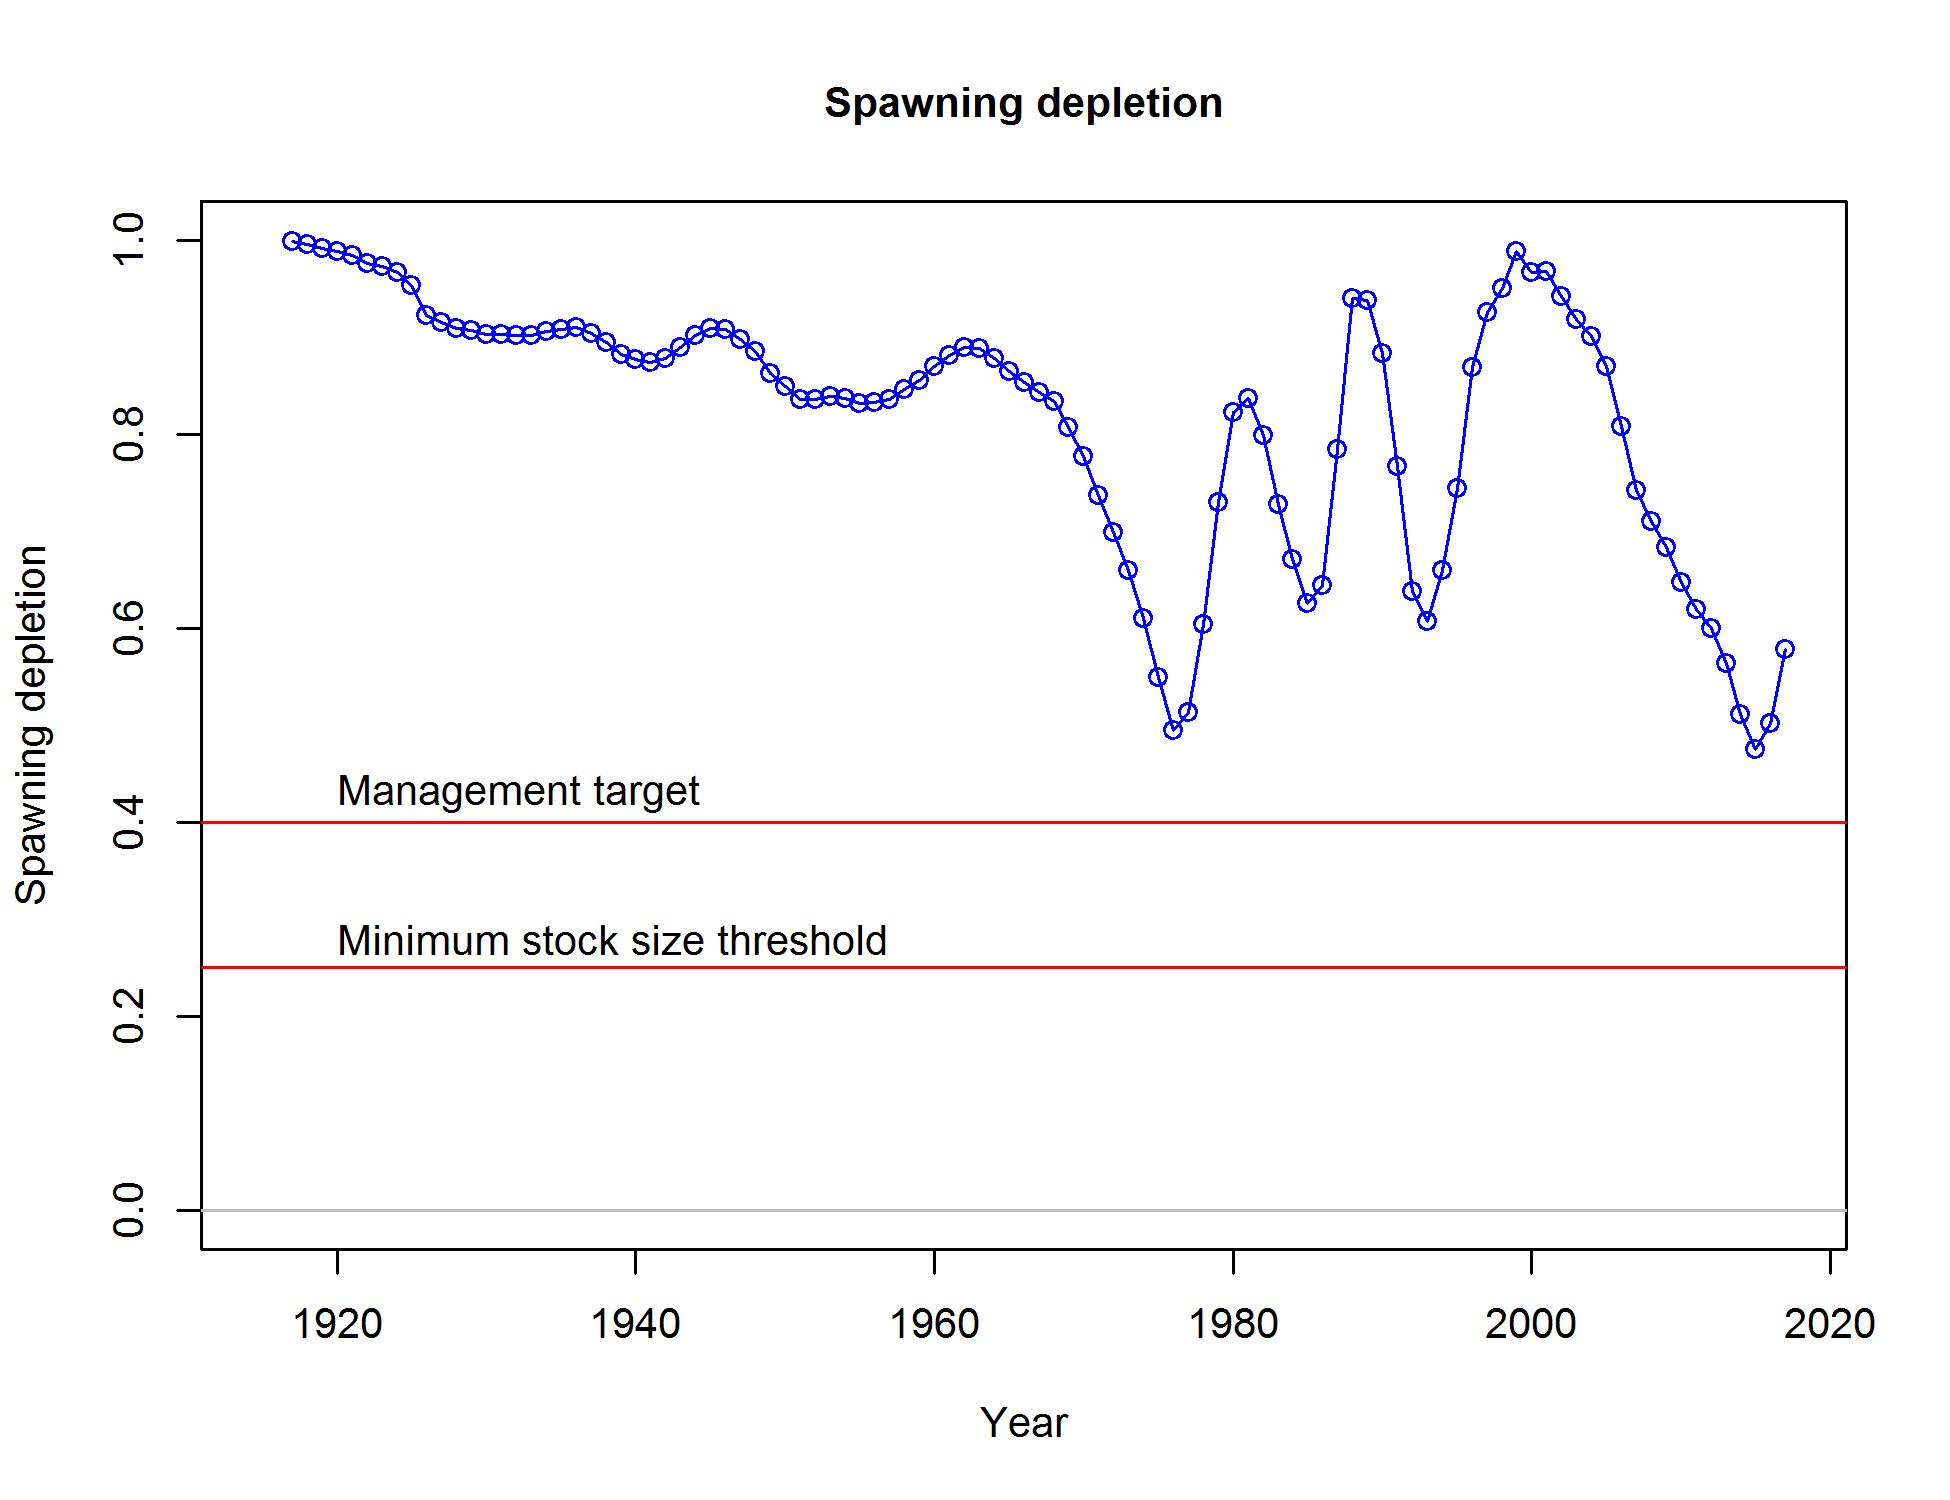 Spawning depletion
Spawning depletion
1.0
0.8
0.6
0.4
0.2
0.0
Management target
Minimum stock size threshold
1920
1940
1960
1980
2000
2020
Year